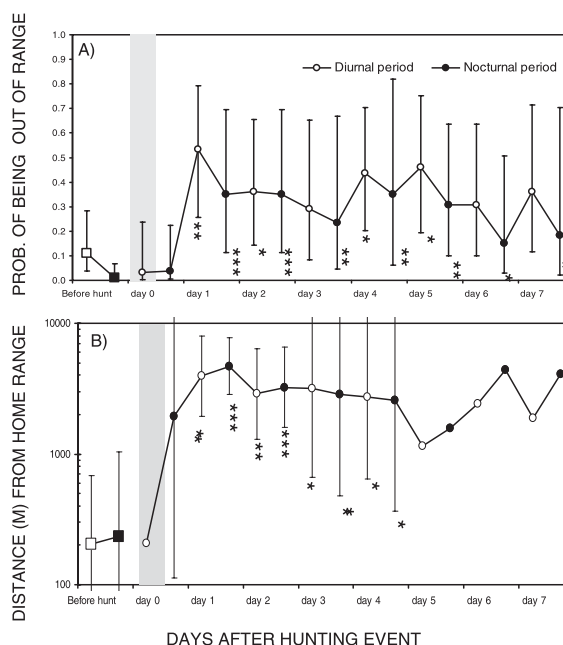 A)
Diurnal period
Nocturnal period
PROB. OF BEING OUT OF RANGE
1.0
0.9
0.8
0.7
0.6
0.5
0.4
0.3
0.2
0.1
0.0
Before hunt day 0 day 1 day 2 day 3 day 4 day 5 day 6 day 7
B)
DISTANCE (M) FROM HOME RANGE
10000
1000
100
Before hunt day 0 day 1 day 2 day 3 day 4 day 5 day 6 day 7
DAYS AFTER HUNTING EVENT